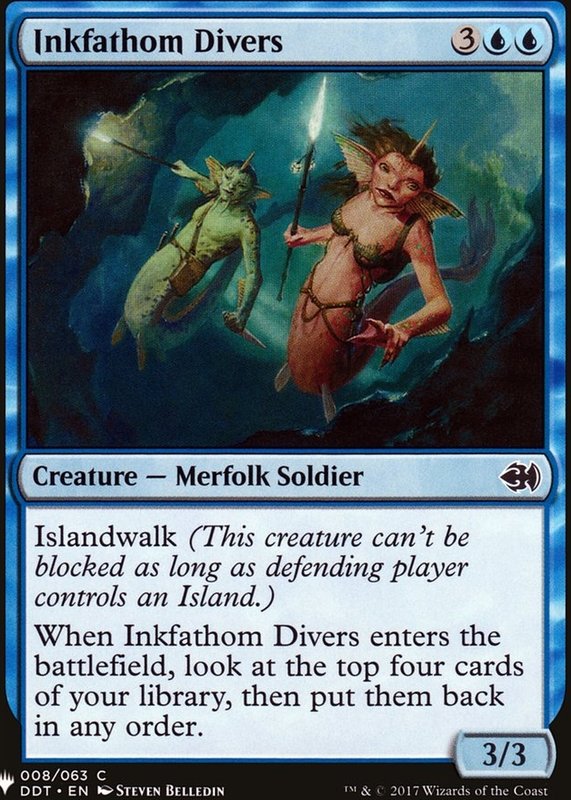 Inkfathom Divers 3
Creature — Merfolk Soldier
Islandwalk (This creature can't be
blocked as long as defending player
controls an Island.)
When Inkfathom Divers enters the
battlefield, look at the top four cards
of your library, then put them back
in any order.
3/3
008/063 C
DDT • EN Steven Belledin
™ & © 2017 Wizards of the Coast